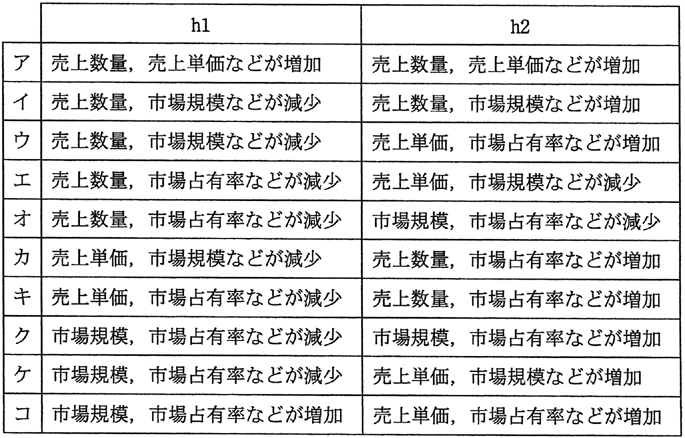 h1 h2
ア 売上数量，売上単価などが増加 売上数量，売上単価などが増加
イ 売上数量，市場規模などが減少 売上数量，市場規模などが増加
ウ 売上数量，市場規模などが減少 売上単価，市場占有率などが増加
エ 売上数量，市場占有率などが減少 売上単価，市場規模などが減少
オ 売上数量，市場占有率などが減少 市場規模，市場占有率などが減少
カ 売上単価，市場規模などが減少 売上数量，市場占有率などが増加
キ 売上単価，市場占有率などが減少 売上数量，市場占有率などが増加
ク 市場規模，市場占有率などが減少 市場規模，市場占有率などが増加
ケ 市場規模，市場占有率などが減少 売上単価，市場規模などが増加
コ 市場規模，市場占有率などが増加 売上単価，市場占有率などが増加